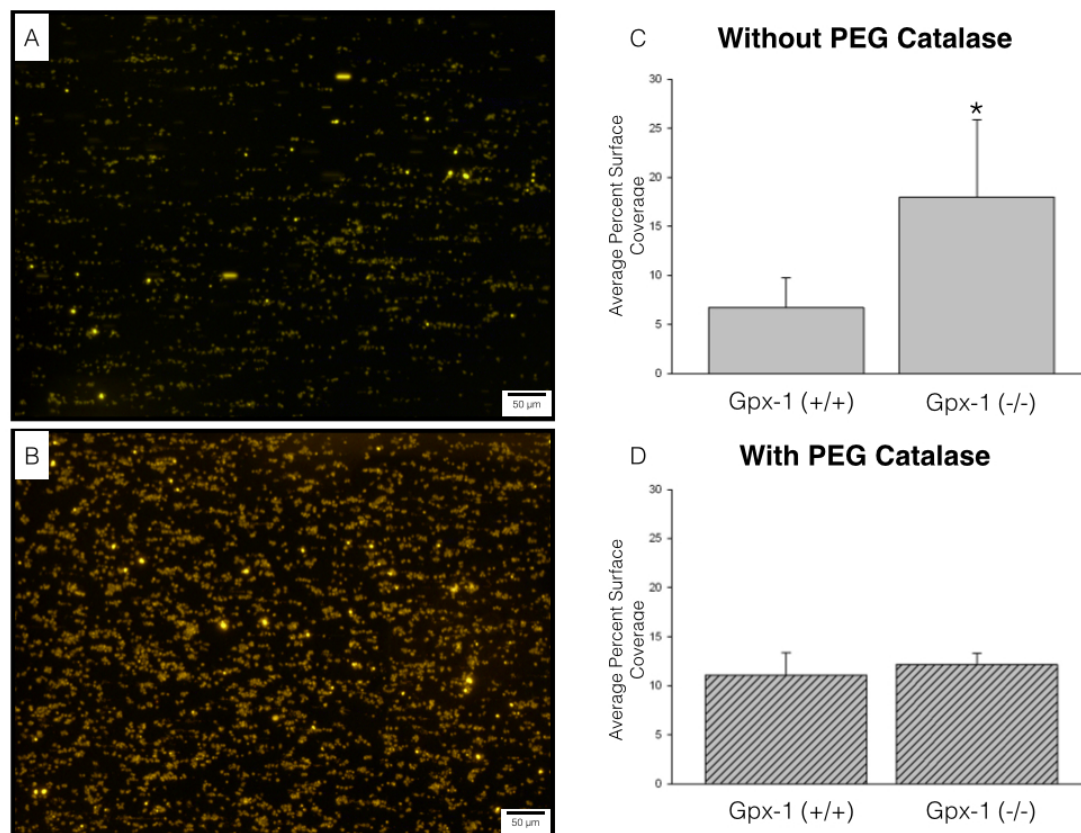 A
50 µm
B
50 µm
C
Without PEG Catalase
Average Percent Surface
Coverage
30
25
20
15
10
5
0
*
Gpx-1 (+/+)
Gpx-1 (-/-)
D
With PEG Catalase
Average Percent Surface
Coverage
30
25
20
15
10
5
0
Gpx-1 (+/+)
Gpx-1 (-/-)